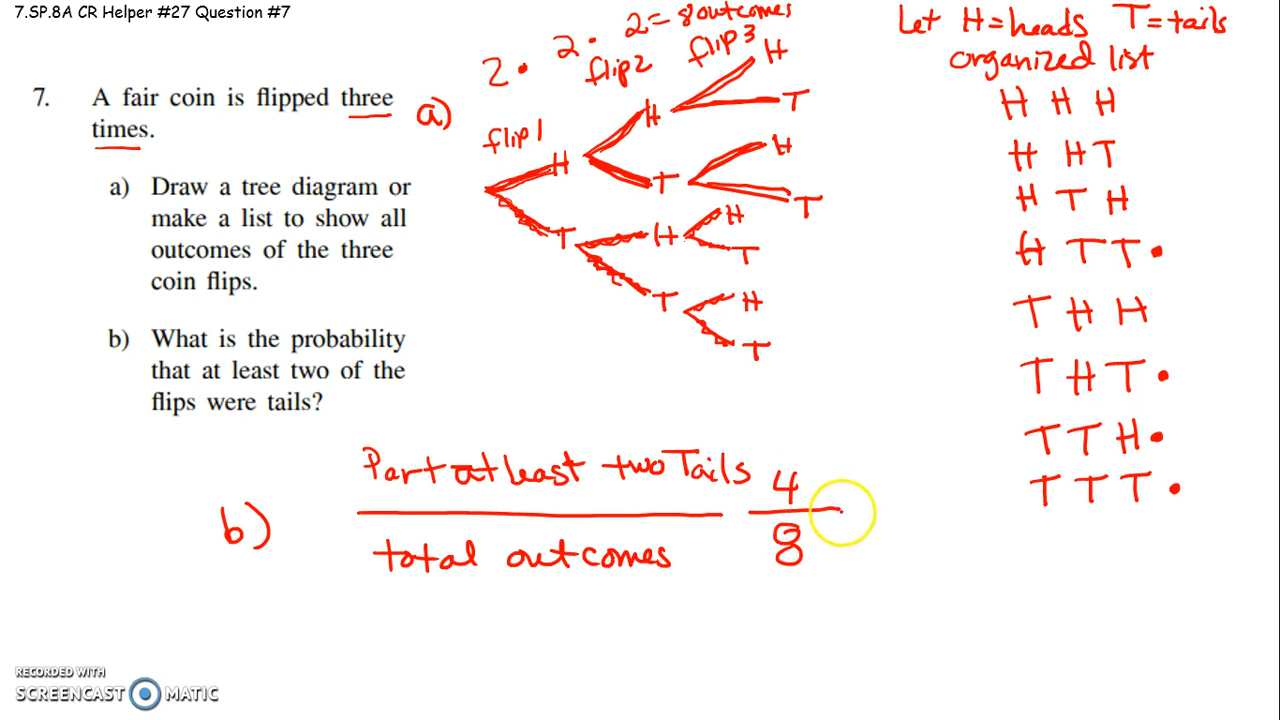 7.SP.8A CR Helper #27 Question #7
7. A fair coin is flipped three
times.
a) Draw a tree diagram or
make a list to show all
outcomes of the three
coin flips.
b) What is the probability
that at least two of the
flips were tails?
a)
2 • 2 • 2 = 8 outcomes
flip 1
flip 2
flip 3
H
T
H
T
H
T
H
T
H
T
H
T
H
T
Let H = heads T = tails
organized list
H H H
H H T
H T H
H T T •
T H H
T H T •
T T H •
T T T •
b)
Part at least two Tails
total outcomes
4
8
RECORDED WITH
SCREENCAST MATIC